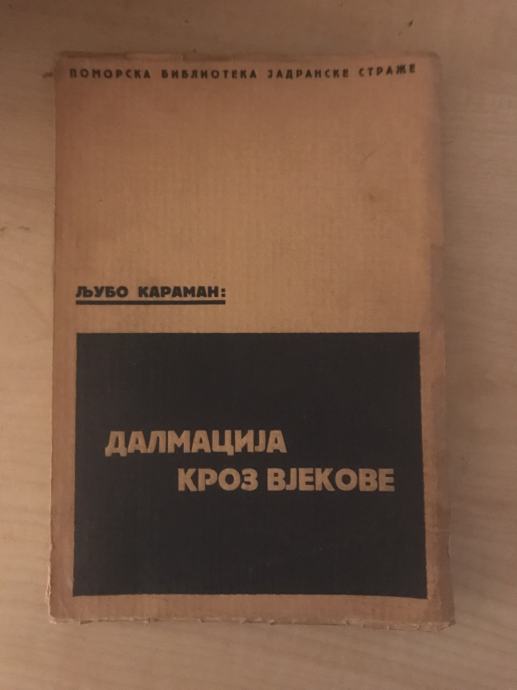 ПОМОРСКА БИБЛИОТЕКА ЈАДРАНСКЕ СТРАЖЕ
ЉУБО КАРАМАН:
ДАЛМАЦИЈА
КРОЗ ВЈЕКОВЕ